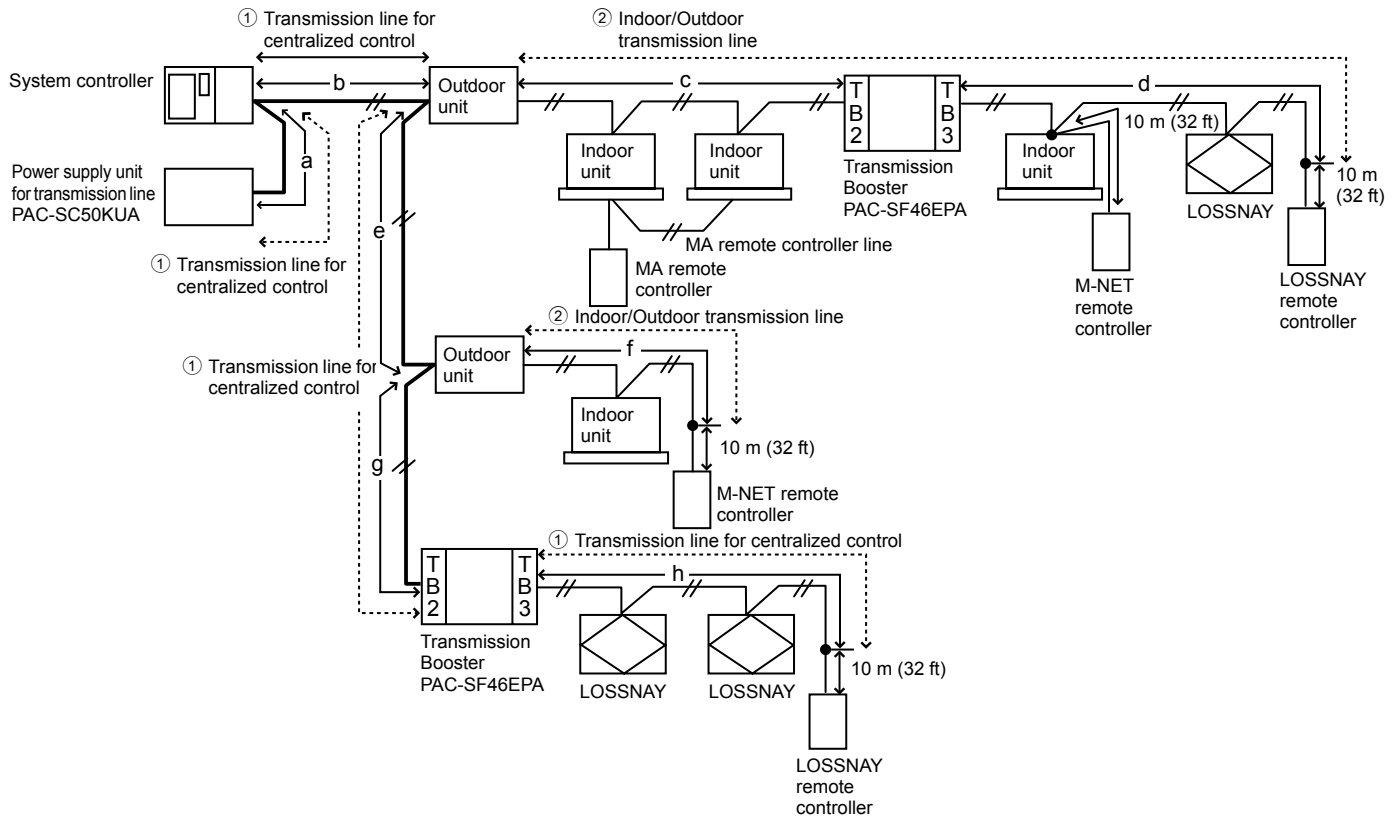 ① Transmission line for
centralized control
② Indoor/Outdoor
transmission line
System controller
b
Outdoor
unit
c
T
B
2
T
B
3
d
10 m (32 ft)
a
Indoor
unit
Indoor
unit
Indoor
unit
Power supply unit
for transmission line
PAC-SC50KUA
Transmission
Booster
PAC-SF46EPA
LOSSNAY
10 m
(32 ft)
e
MA remote controller line
① Transmission line for
centralized control
MA remote
controller
M-NET
remote
controller
LOSSNAY
remote
controller
② Indoor/Outdoor transmission line
① Transmission line for
centralized control
Outdoor
unit
f
Indoor
unit
10 m (32 ft)
g
M-NET remote
controller
① Transmission line for centralized control
T
B
2
T
B
3
h
Transmission
Booster
PAC-SF46EPA
LOSSNAY
LOSSNAY
10 m (32 ft)
LOSSNAY
remote
controller